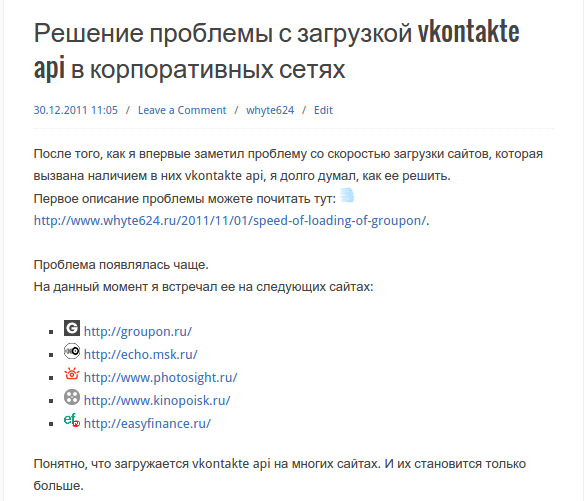 Решение проблемы с загрузкой vkontakte
api в корпоративных сетях
30.12.2011 11:05 / Leave a Comment / whyte624 / Edit
После того, как я впервые заметил проблему со скоростью загрузки сайтов, которая
вызвана наличием в них vkontakte api, я долго думал, как ее решить.
Первое описание проблемы можете почитать тут:
http://www.whyte624.ru/2011/11/01/speed-of-loading-of-groupon/.
Проблема появлялась чаще.
На данный момент я встречал ее на следующих сайтах:
http://groupon.ru/
http://echo.msk.ru/
http://www.photosight.ru/
http://www.kinopoisk.ru/
http://easyfinance.ru/
Понятно, что загружается vkontakte api на многих сайтах. И их становится только
больше.